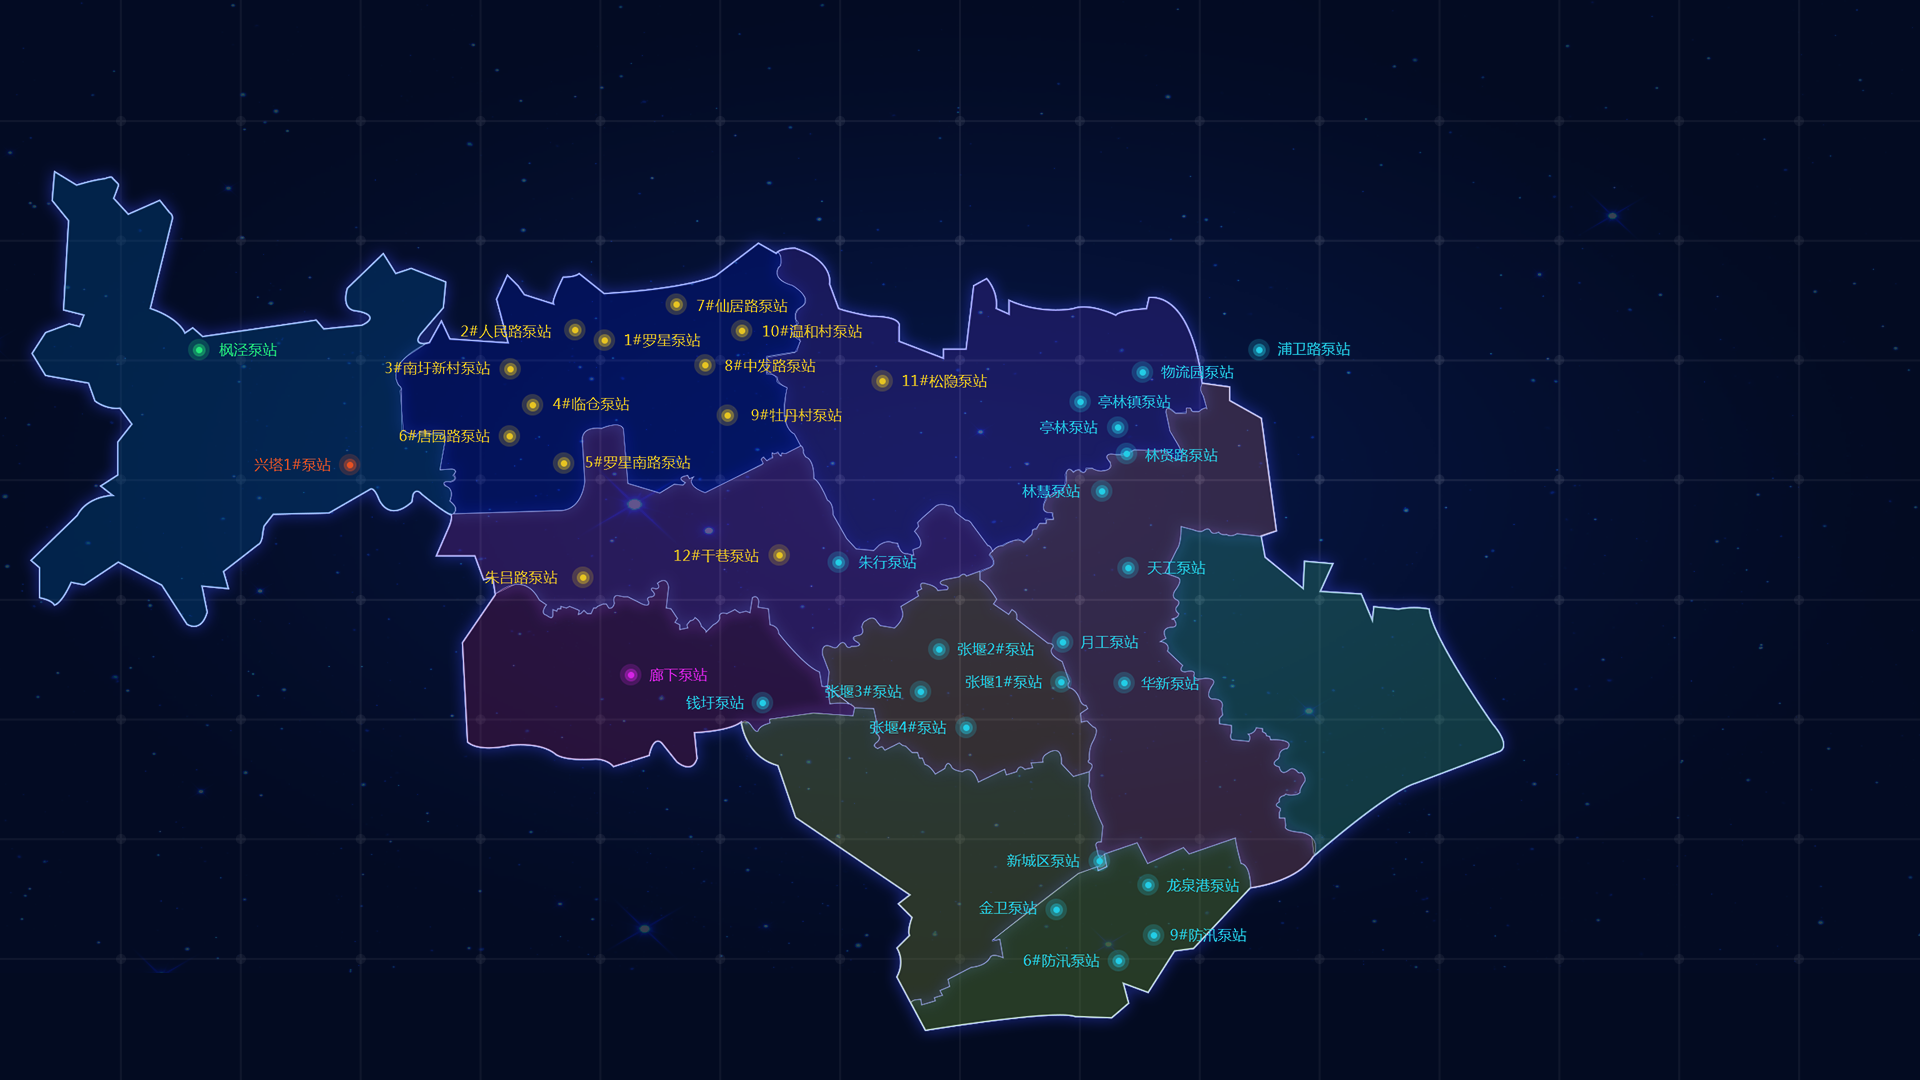 7#仙居路泵站
2#人民路泵站
10#温和村泵站
1#罗星泵站
枫泾泵站
浦卫路泵站
3#南圩新村泵站
8#中发路泵站
物流园泵站
11#松隐泵站
4#临仓泵站
亭林镇泵站
9#牡丹村泵站
亭林泵站
6#唐园路泵站
林贤路泵站
兴塔1#泵站
5#罗星南路泵站
林慧泵站
12#干巷泵站
朱行泵站
天工泵站
朱吕路泵站
月工泵站
张堰2#泵站
廊下泵站
张堰1#泵站
华新泵站
张堰3#泵站
钱圩泵站
张堰4#泵站
新城区泵站
龙泉港泵站
金卫泵站
9#防汛泵站
6#防汛泵站